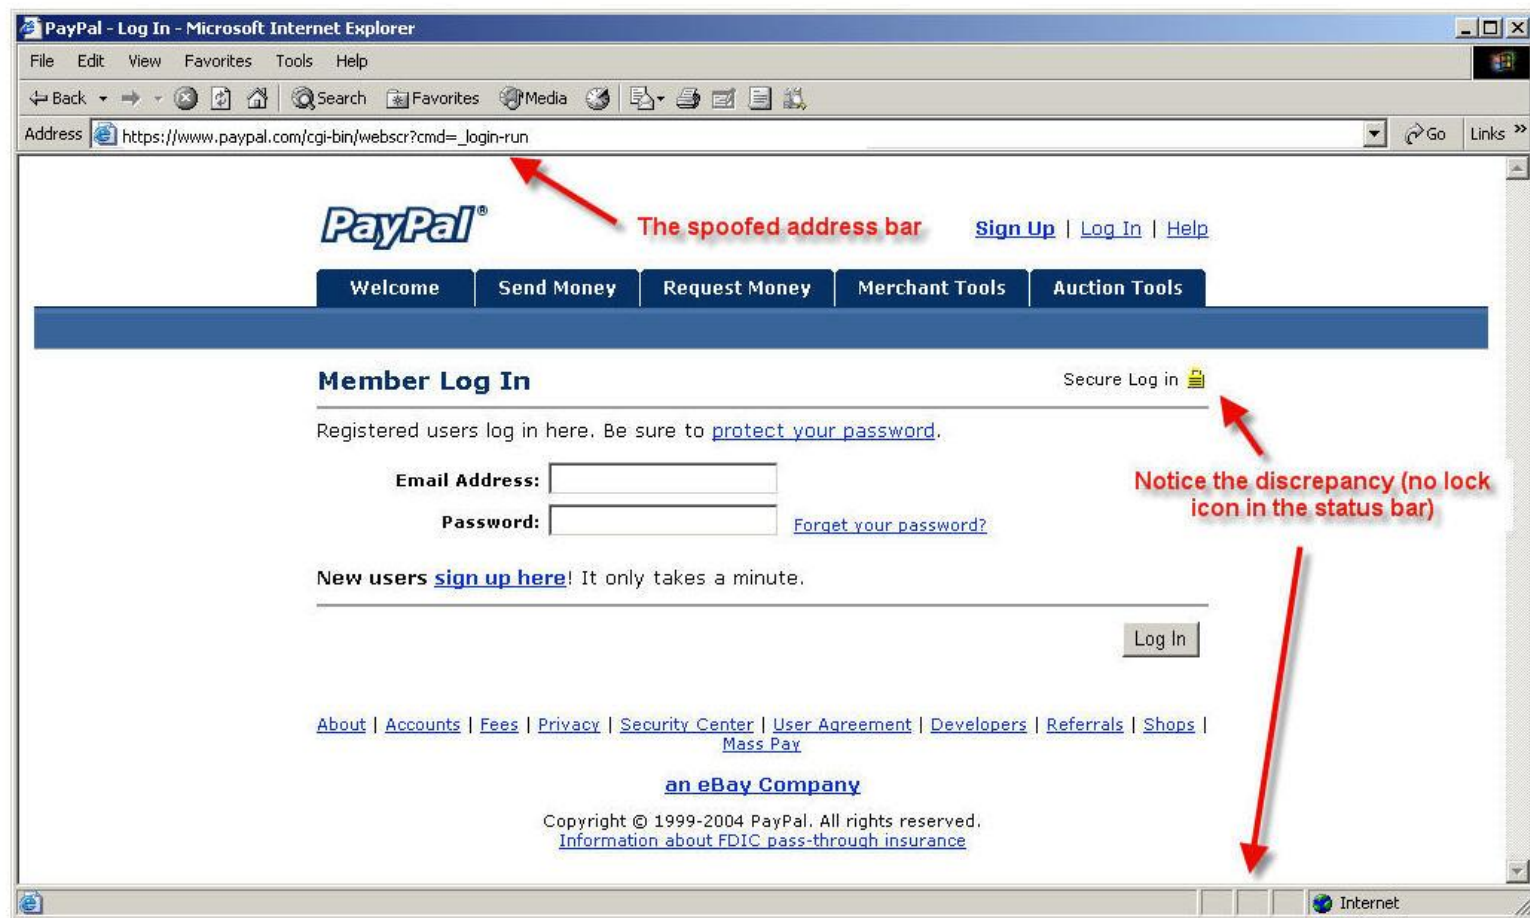 PayPal - Log In - Microsoft Internet Explorer
File Edit View Favorites Tools Help
Back Search Favorites Media
Address https://www.paypal.com/cgi-bin/webscr?cmd=_login-run Go Links »
PayPal®
The spoofed address bar
Sign Up | Log In | Help
Welcome Send Money Request Money Merchant Tools Auction Tools
Member Log In
Secure Log in
Registered users log in here. Be sure to protect your password.
Email Address:
Notice the discrepancy (no lock
icon in the status bar)
Password: Forget your password?
New users sign up here! It only takes a minute.
Log In
About | Accounts | Fees | Privacy | Security Center | User Agreement | Developers | Referrals | Shops |
Mass Pay
an eBay Company
Copyright © 1999-2004 PayPal. All rights reserved.
Information about FDIC pass-through insurance
Internet